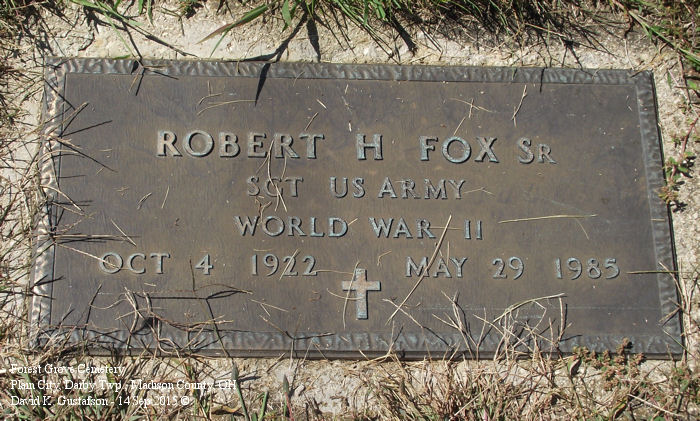 ROBERT H FOX SR
SGT US ARMY
WORLD WAR II
OCT 4 1922 MAY 29 1985
Forest Grove Cemetery
Plain City, Darby Twp., Madison County, OH
David K. Gustafson - 14 Sep 2015 ©